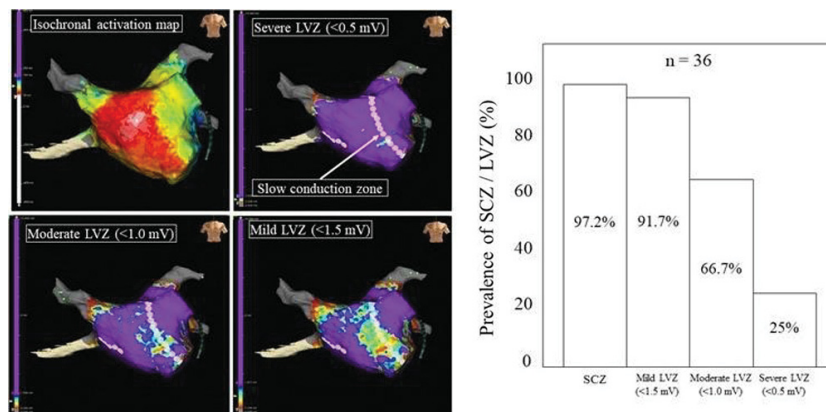 Isochronal activation map
Severe LVZ (<0.5 mV)
Slow conduction zone
Moderate LVZ (<1.0 mV)
Mild LVZ (<1.5 mV)
n = 36
Prevalence of SCZ / LVZ (%)
100
80
60
40
20
0
97.2%
91.7%
66.7%
25%
SCZ
Mild LVZ
(<1.5 mV)
Moderate LVZ
(<1.0 mV)
Severe LVZ
(<0.5 mV)